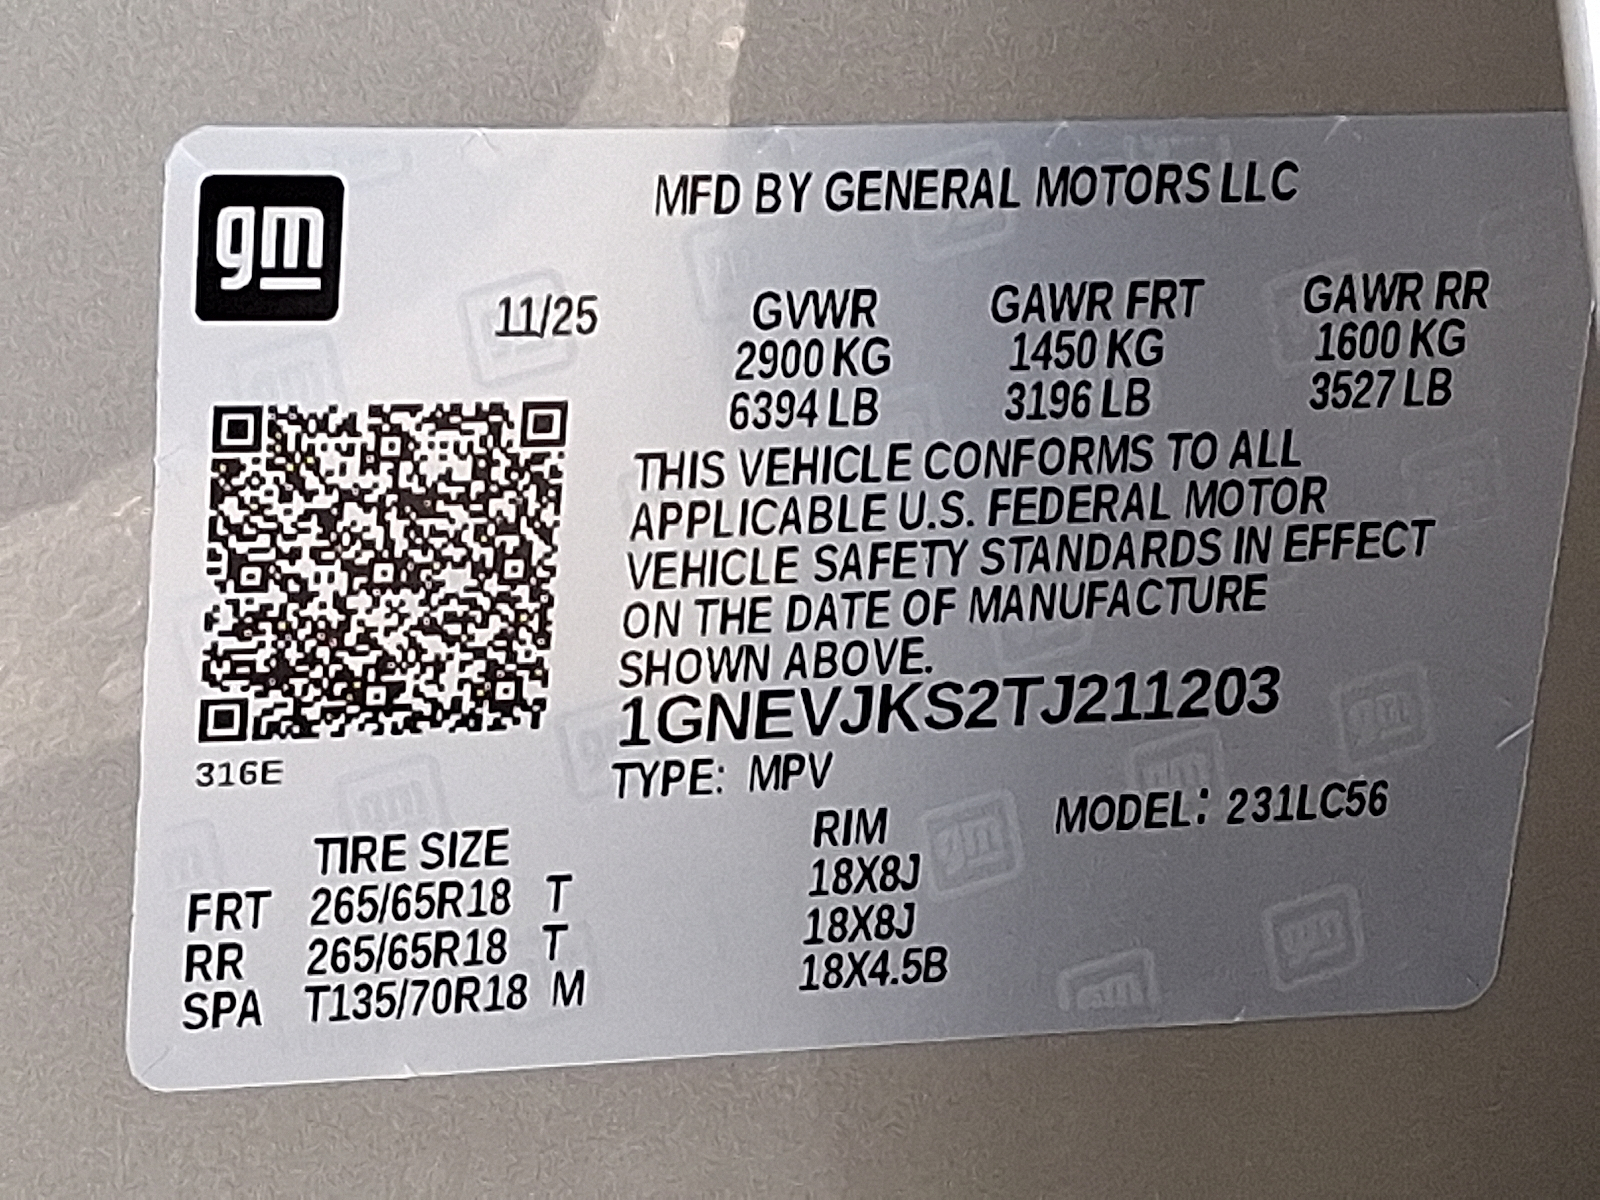 gm
MFD BY GENERAL MOTORS LLC
11/25
GVWR GAWR FRT GAWR RR
2900 KG 1450 KG 1600 KG
6394 LB 3196 LB 3527 LB
THIS VEHICLE CONFORMS TO ALL
APPLICABLE U.S. FEDERAL MOTOR
VEHICLE SAFETY STANDARDS IN EFFECT
ON THE DATE OF MANUFACTURE
SHOWN ABOVE.
1GNEVJKS2TJ211203
316E
TYPE: MPV
MODEL: 231LC56
TIRE SIZE RIM
FRT 265/65R18 T 18X8J
RR 265/65R18 T 18X8J
SPA T135/70R18 M 18X4.5B